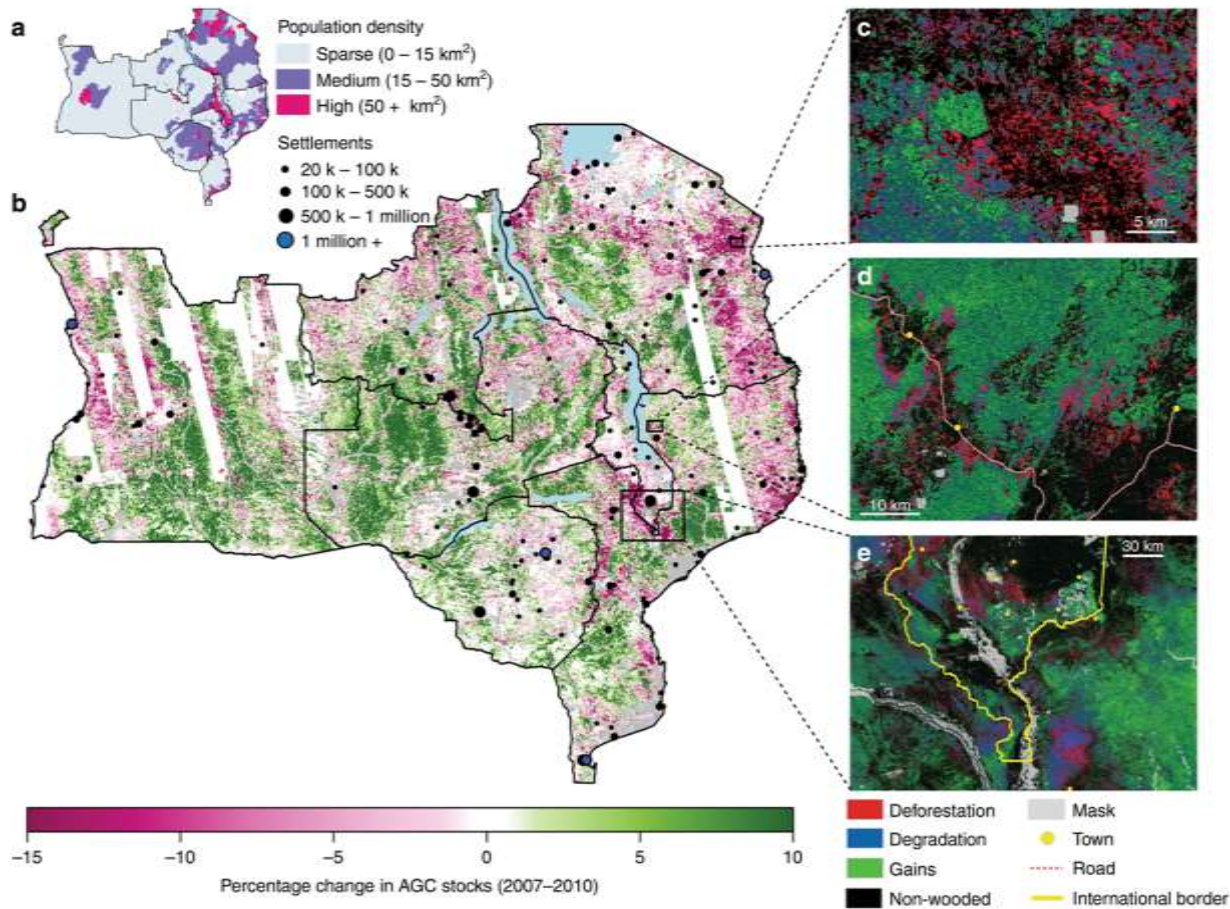 a
Population density
Sparse (0 – 15 km²)
Medium (15 – 50 km²)
High (50 + km²)
Settlements
20 k – 100 k
100 k – 500 k
500 k – 1 million
1 million +
b
–15
–10
–5
0
5
10
Percentage change in AGC stocks (2007–2010)
c
5 km
d
10 km
e
30 km
Deforestation
Degradation
Gains
Non-wooded
Mask
Town
Road
International border